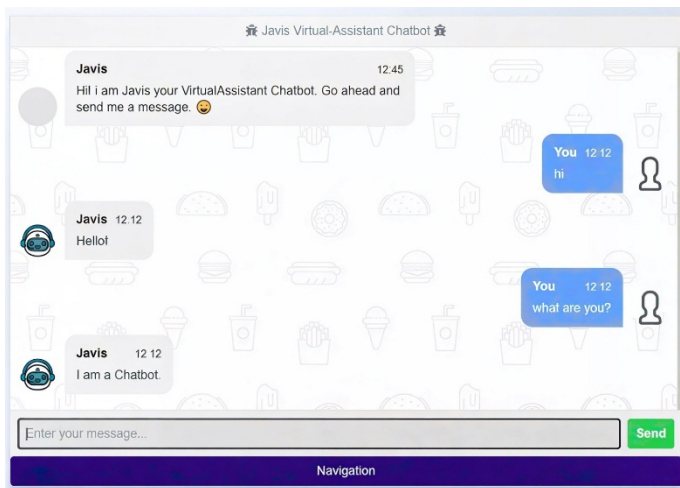 Javis Virtual-Assistant Chatbot
Javis 12:45
Hi! i am Javis your VirtualAssistant Chatbot. Go ahead and
send me a message.
You 12:12
hi
Javis 12:12
Hello!
You 12:12
what are you?
Javis 12 12
I am a Chatbot.
Enter your message...
Send
Navigation